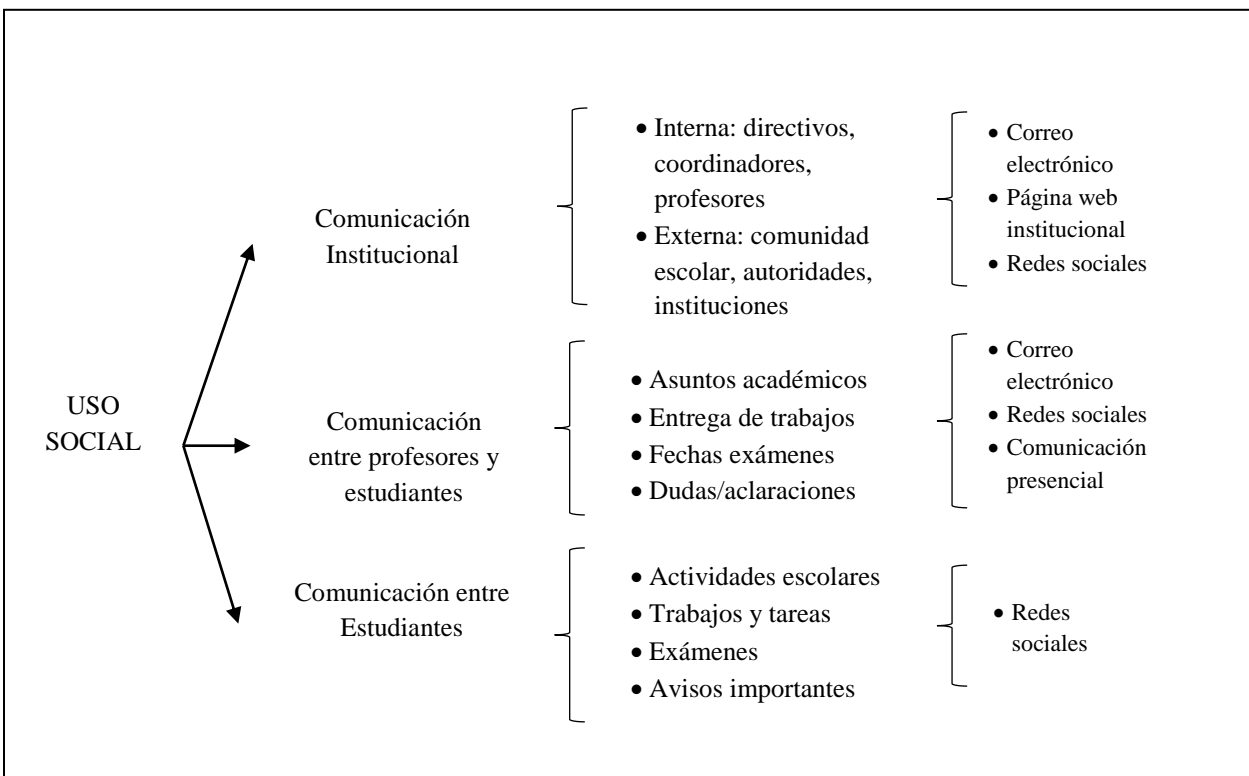 USO
SOCIAL
Comunicación
Institucional
• Interna: directivos,
coordinadores,
profesores
• Externa: comunidad
escolar, autoridades,
instituciones
• Correo
electrónico
• Página web
institucional
• Redes sociales
Comunicación
entre profesores y
estudiantes
• Asuntos académicos
• Entrega de trabajos
• Fechas exámenes
• Dudas/aclaraciones
• Correo
electrónico
• Redes sociales
• Comunicación
presencial
Comunicación entre
Estudiantes
• Actividades escolares
• Trabajos y tareas
• Exámenes
• Avisos importantes
• Redes
sociales